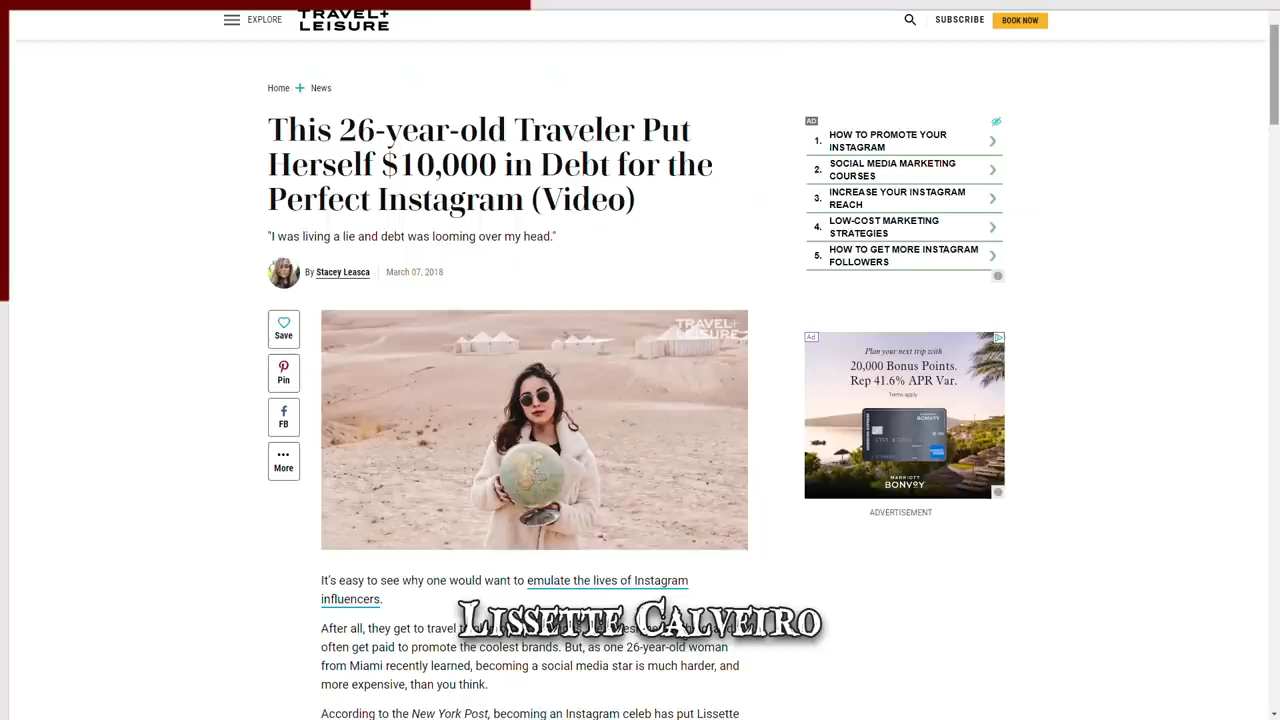 EXPLORE
TRAVEL+
LEISURE
SUBSCRIBE
BOOK NOW
Home + News
This 26-year-old Traveler Put
Herself $10,000 in Debt for the
Perfect Instagram (Video)
"I was living a lie and debt was looming over my head."
By Stacey Leasca
March 07, 2018
Save
Pin
FB
More
TRAVEL+
LEISURE
It's easy to see why one would want to emulate the lives of Instagram
influencers.
Lissette Calveiro
After all, they get to travel
often get paid to promote the coolest brands. But, as one 26-year-old woman
from Miami recently learned, becoming a social media star is much harder, and
more expensive, than you think.
According to the New York Post, becoming an Instagram celeb has put Lissette
AD
1. HOW TO PROMOTE YOUR
INSTAGRAM
2. SOCIAL MEDIA MARKETING
COURSES
3. INCREASE YOUR INSTAGRAM
REACH
4. LOW-COST MARKETING
STRATEGIES
5. HOW TO GET MORE INSTAGRAM
FOLLOWERS
Ad
Plan your next trip with
20,000 Bonus Points.
Rep 41.6% APR Var.
Terms apply
BONVOY
MARRIOTT
BONVOY
ADVERTISEMENT